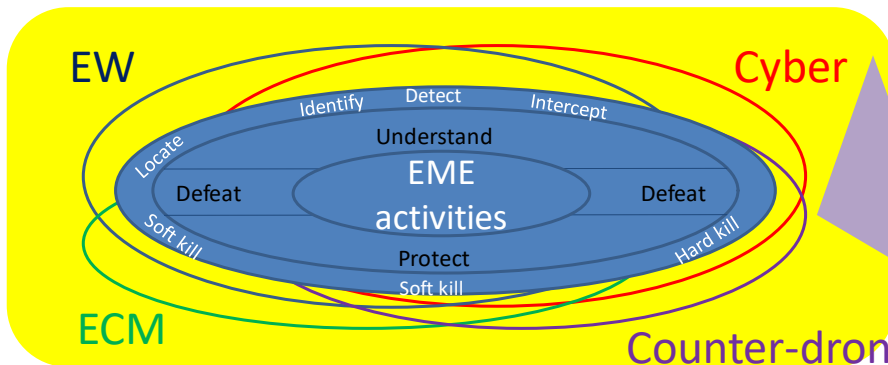 EW
Cyber
Identify
Detect
Intercept
Locate
Understand
Defeat
EME
activities
Defeat
Soft kill
Protect
Hard kill
Soft kill
ECM
Counter-dron